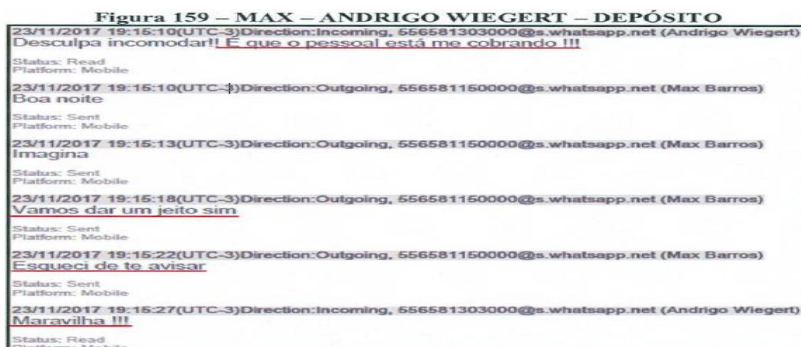 Figura 159 – MAX – ANDRIGO WIEGERT – DEPÓSITO
23/11/2017 19:15:10(UTC-3)Direction:Incoming, 556581303000@s.whatsapp.net (Andrigo Wiegert)
Desculpa incomodar!! E que o pessoal está me cobrando !!!
Status: Read
Platform: Mobile
23/11/2017 19:15:10(UTC-3)Direction:Outgoing, 556581150000@s.whatsapp.net (Max Barros)
Boa noite
Status: Sent
Platform: Mobile
23/11/2017 19:15:13(UTC-3)Direction:Outgoing, 556581150000@s.whatsapp.net (Max Barros)
Imagina
Status: Sent
Platform: Mobile
23/11/2017 19:15:18(UTC-3)Direction:Outgoing, 556581150000@s.whatsapp.net (Max Barros)
Vamos dar um jeito sim
Status: Sent
Platform: Mobile
23/11/2017 19:15:22(UTC-3)Direction:Outgoing, 556581150000@s.whatsapp.net (Max Barros)
Esqueci de te avisar
Status: Sent
Platform: Mobile
23/11/2017 19:15:27(UTC-3)Direction:Incoming, 556581303000@s.whatsapp.net (Andrigo Wiegert)
Maravilha !!!
Status: Read
Platform: Mobile